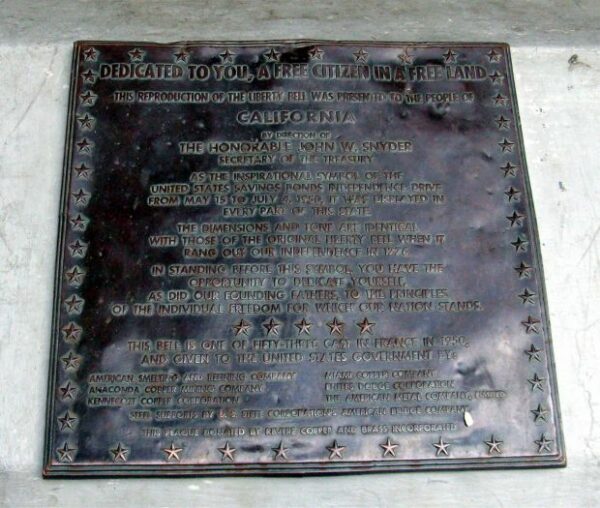 DEDICATED TO YOU, A FREE CITIZEN IN A FREE LAND
THIS REPRODUCTION OF THE LIBERTY BELL WAS PRESENTED TO THE PEOPLE OF
CALIFORNIA
BY DIRECTION OF
THE HONORABLE JOHN W. SNYDER
SECRETARY OF THE TREASURY
AS THE INSPIRATIONAL SYMBOL OF THE
UNITED STATES SAVINGS BONDS INDEPENDENCE DRIVE
FROM MAY 15 TO JULY 4, 1950, IT WAS DISPLAYED IN
EVERY PART OF THIS STATE.
THE DIMENSIONS AND TONE ARE IDENTICAL
WITH THOSE OF THE ORIGINAL LIBERTY BELL WHEN IT
RANG OUT OUR INDEPENDENCE IN 1776.
IN STANDING BEFORE THIS SYMBOL, YOU HAVE THE
OPPORTUNITY TO DEDICATE YOURSELF,
AS DID OUR FOUNDING FATHERS, TO THE PRINCIPLES
OF THE INDIVIDUAL FREEDOM FOR WHICH OUR NATION STANDS.
THIS BELL IS ONE OF FIFTY-THREE CAST IN FRANCE IN 1950,
AND GIVEN TO THE UNITED STATES GOVERNMENT BY:
AMERICAN SMELTING AND REFINING COMPANY
ANACONDA COPPER MINING COMPANY
KENNECOTT COPPER CORPORATION
MIAMI COPPER COMPANY
PHELPS DODGE CORPORATION
THE AMERICAN METAL COMPANY, LIMITED
STEEL SUPPORTS BY U. S. STEEL CORPORATION'S AMERICAN BRIDGE COMPANY
THIS PLAQUE DONATED BY REVERE COPPER AND BRASS INCORPORATED